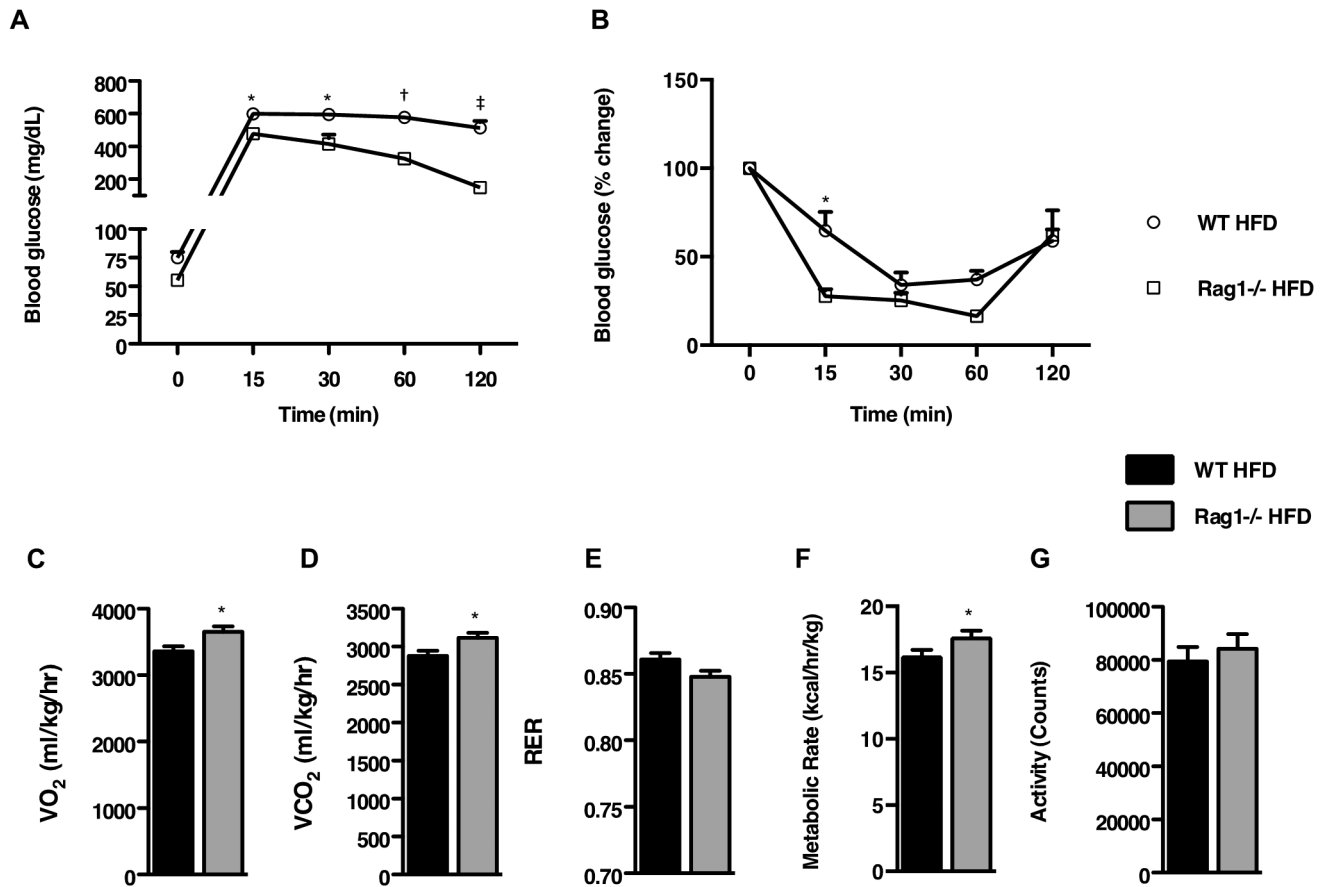 A
B
800
600
400
200
100
75
50
25
0
Blood glucose (mg/dL)
* * † ‡
0 15 30 60 120
Time (min)
150
100
50
0
Blood glucose (% change)
*
0 15 30 60 120
Time (min)
WT HFD
Rag1-/- HFD
WT HFD
Rag1-/- HFD
C
D
E
F
G
4000
3000
2000
1000
0
VO2 (ml/kg/hr)
*
3500
3000
2500
2000
1500
1000
500
0
VCO2 (ml/kg/hr)
*
0.90
0.85
0.80
0.75
0.70
RER
20
15
10
5
0
Metabolic Rate (kcal/hr/kg)
*
100000
80000
60000
40000
20000
0
Activity (Counts)